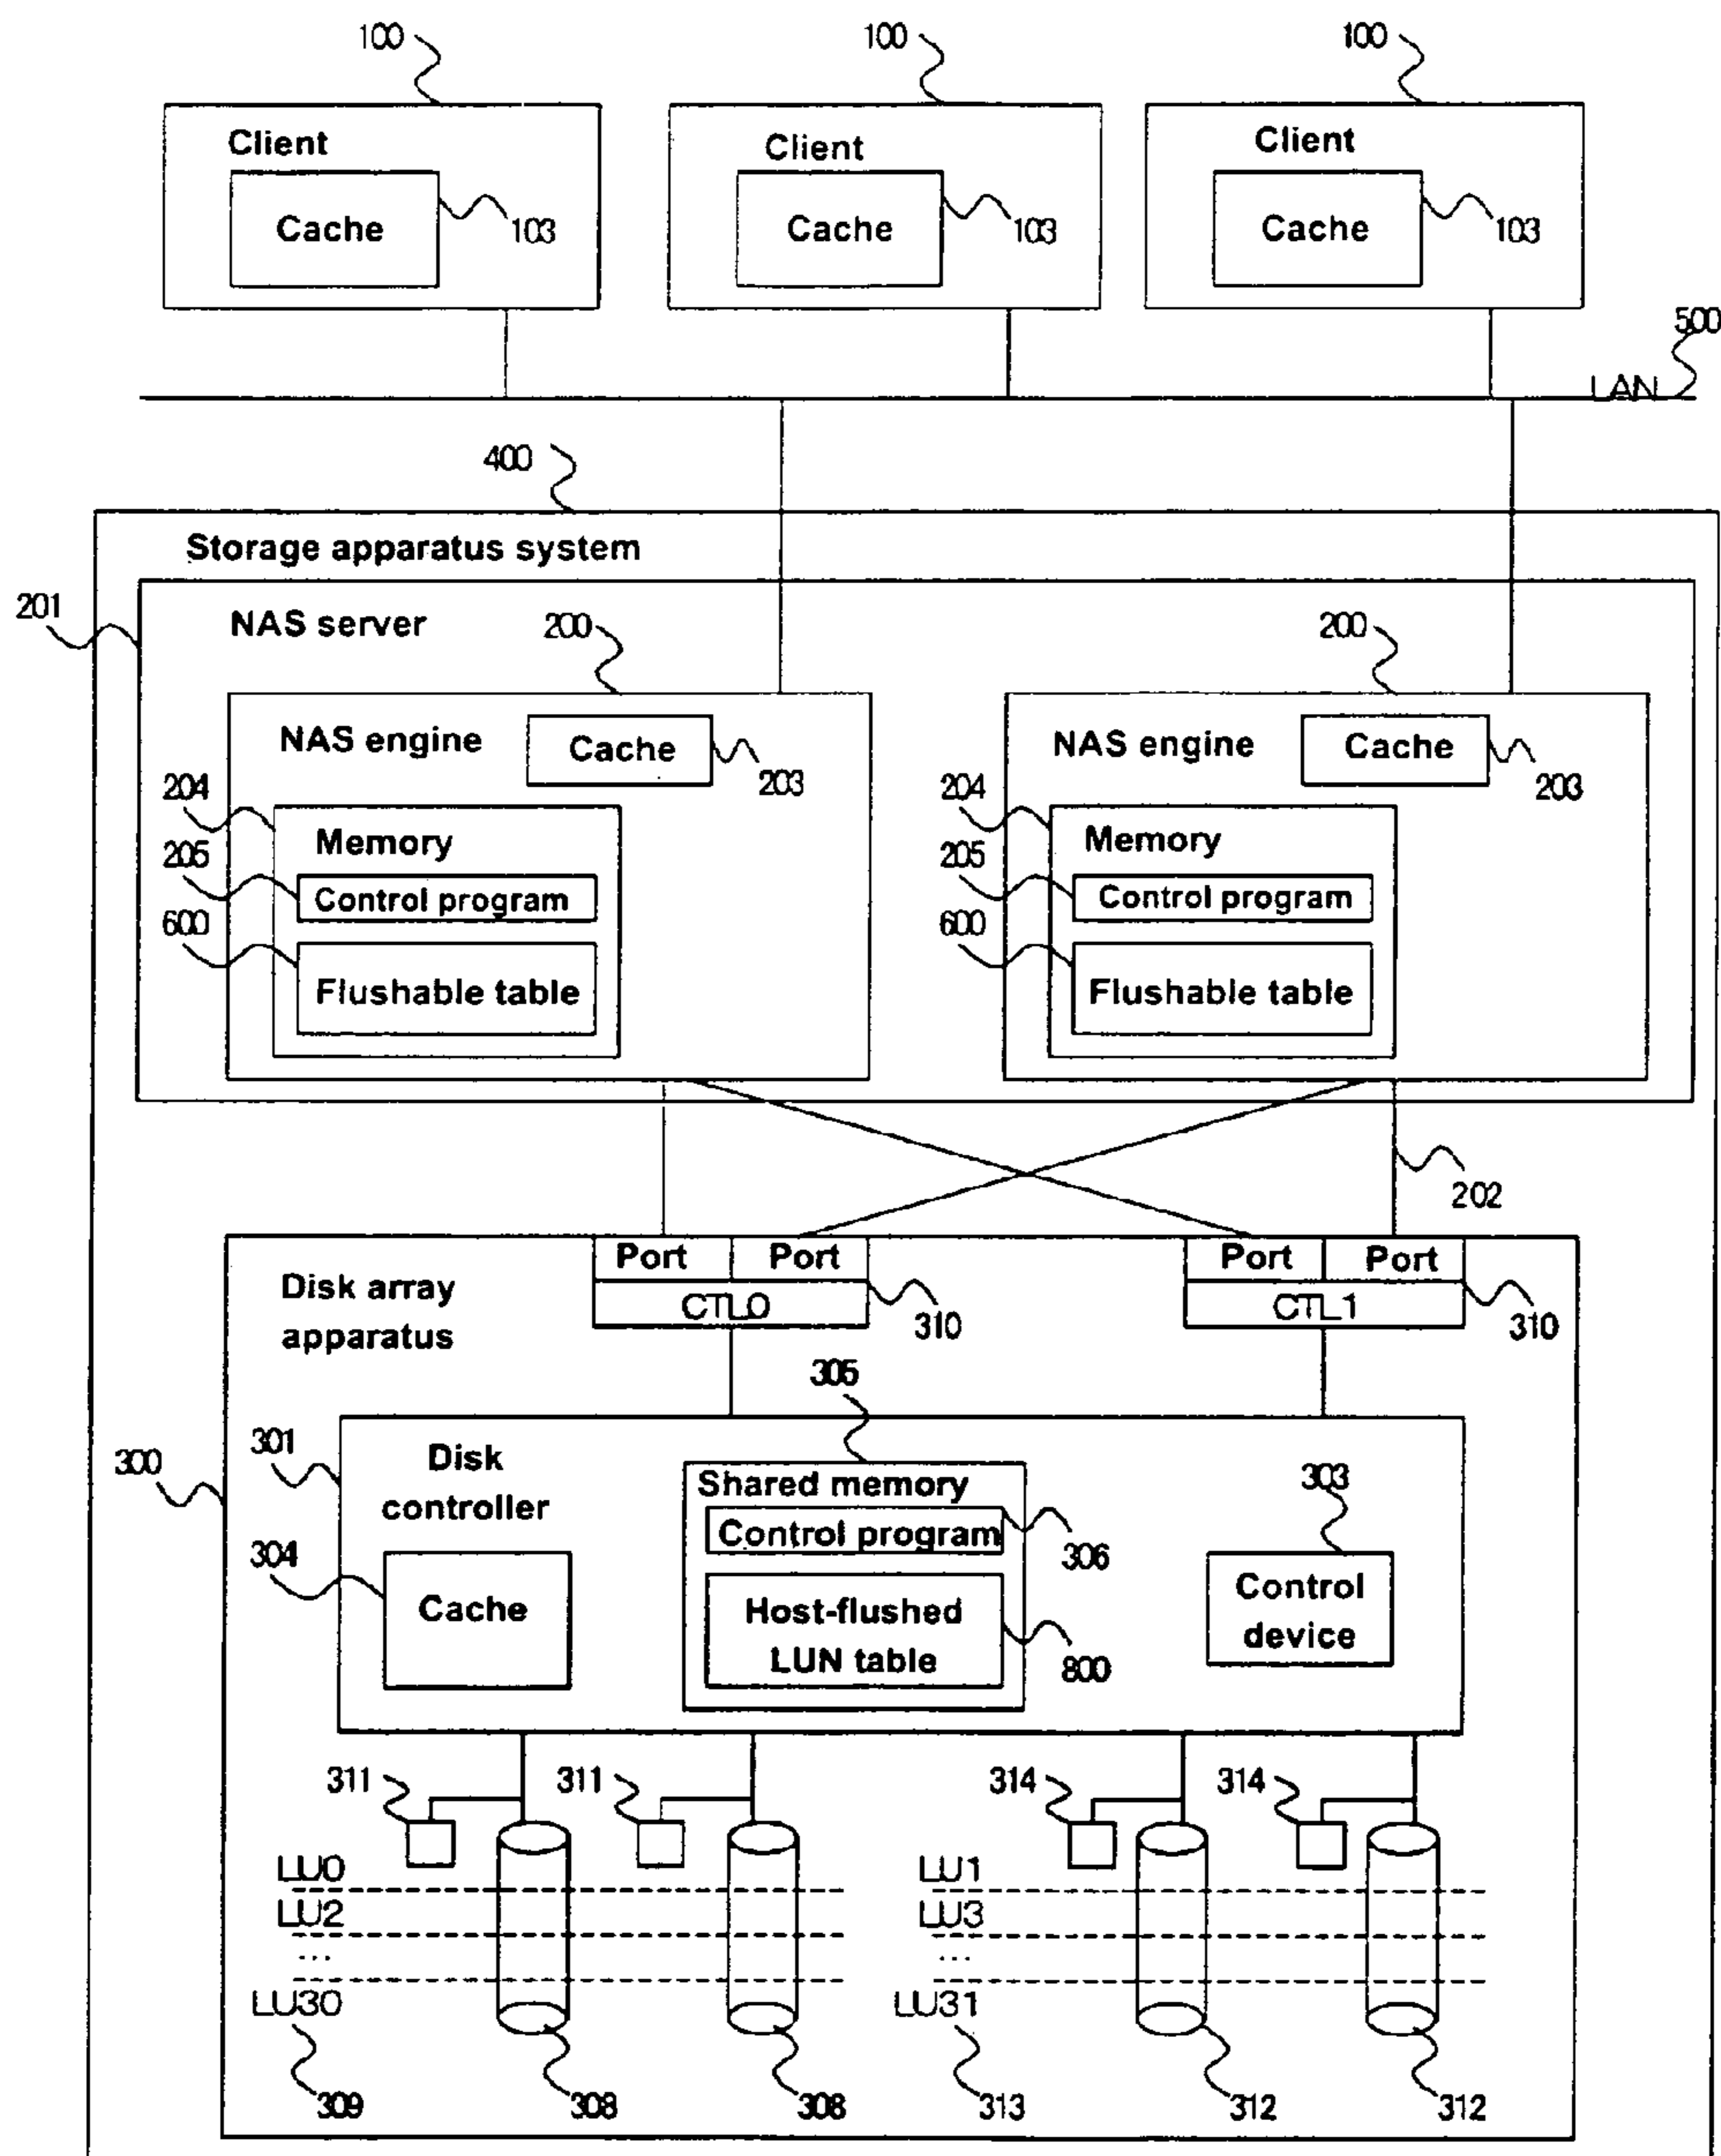 100 100 100
Client Client Client
Cache 103 Cache 103 Cache 103
500
LAN
400
Storage apparatus system
201
NAS server
200 200
NAS engine Cache NAS engine Cache
204 203 204 203
Memory Memory
205 205
Control program Control program
600 600
Flushable table Flushable table
202
Port Port Port Port
Disk array
apparatus
CTL0 CTL1
310 310
305
301
300
Disk
controller
Shared memory
303
Control program
304 306
Cache
Host-flushed
LUN table
800
Control
device
311 311 314 314
LU0 LU1
LU2 LU3
... ...
LU30 LU31
309 308 308 313 312 312